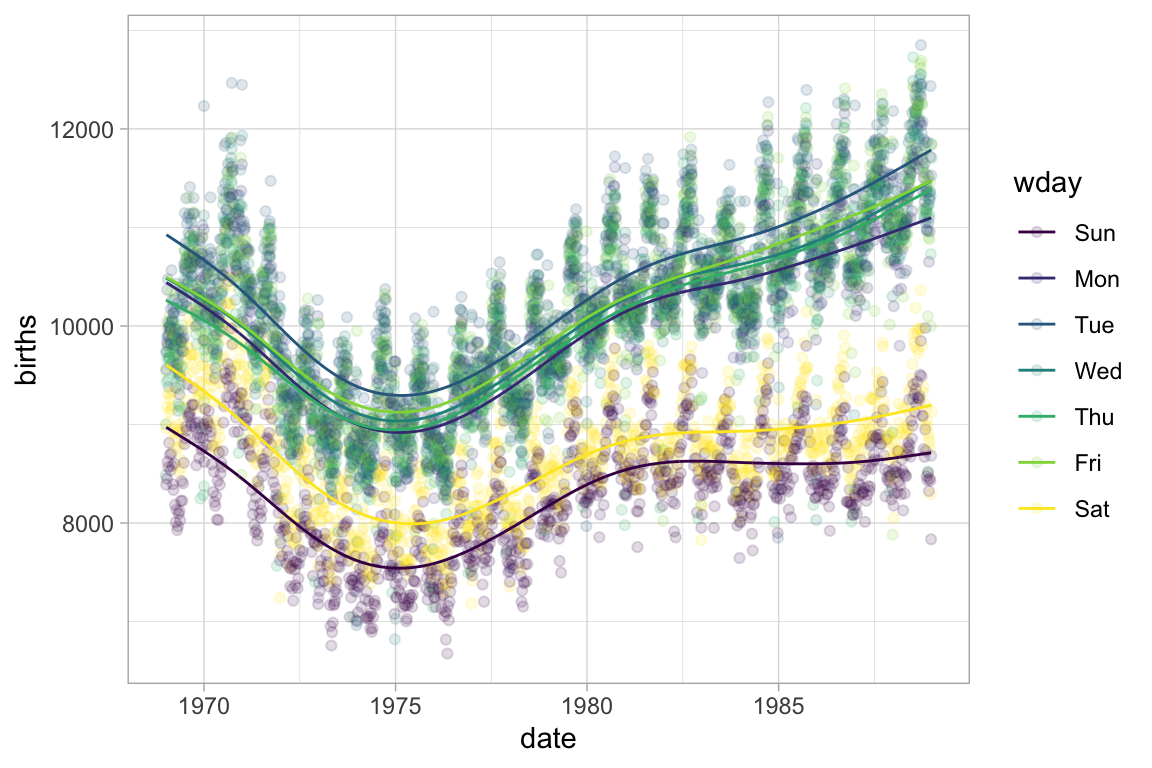 12000
10000
8000
births
1970
1975
1980
1985
date
wday
Sun
Mon
Tue
Wed
Thu
Fri
Sat